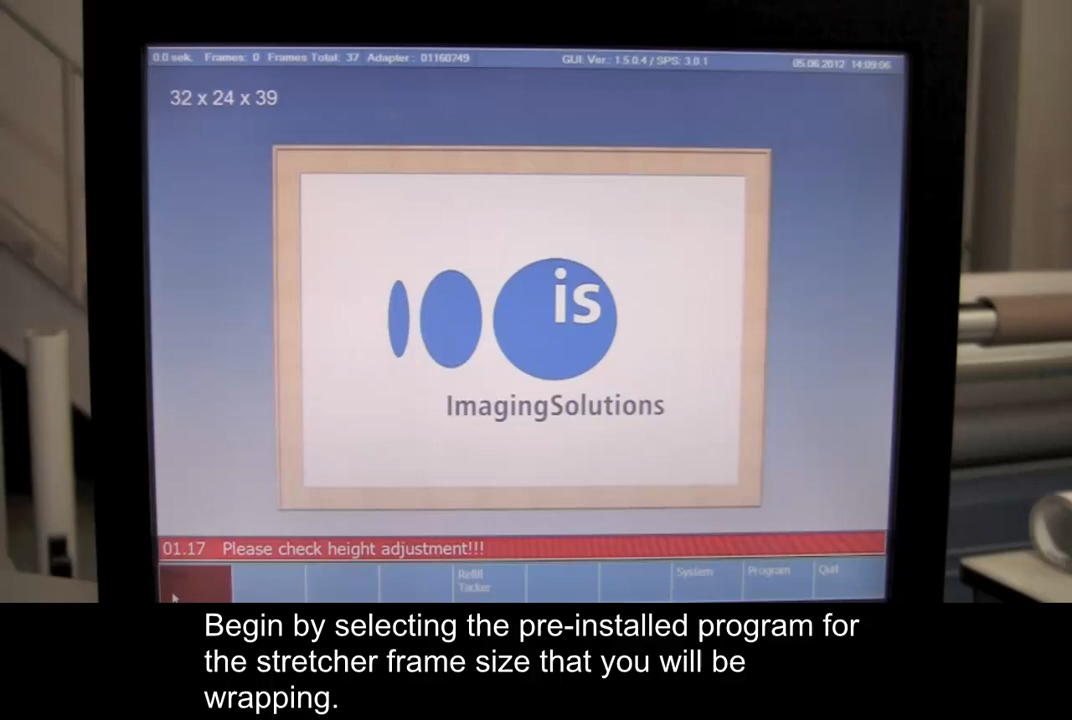 0.0 sek. Frames: 0 Frames Total: 37 Adapter : 01160749 GUI: Ver.: 1.5.0.4 / SPS: 3.0.1 05.06.2012 14:09:06
32 x 24 x 39
is
ImagingSolutions
01.17 Please check height adjustment!!!
Refill Tacker System Program Quit
Begin by selecting the pre-installed program for
the stretcher frame size that you will be
wrapping.